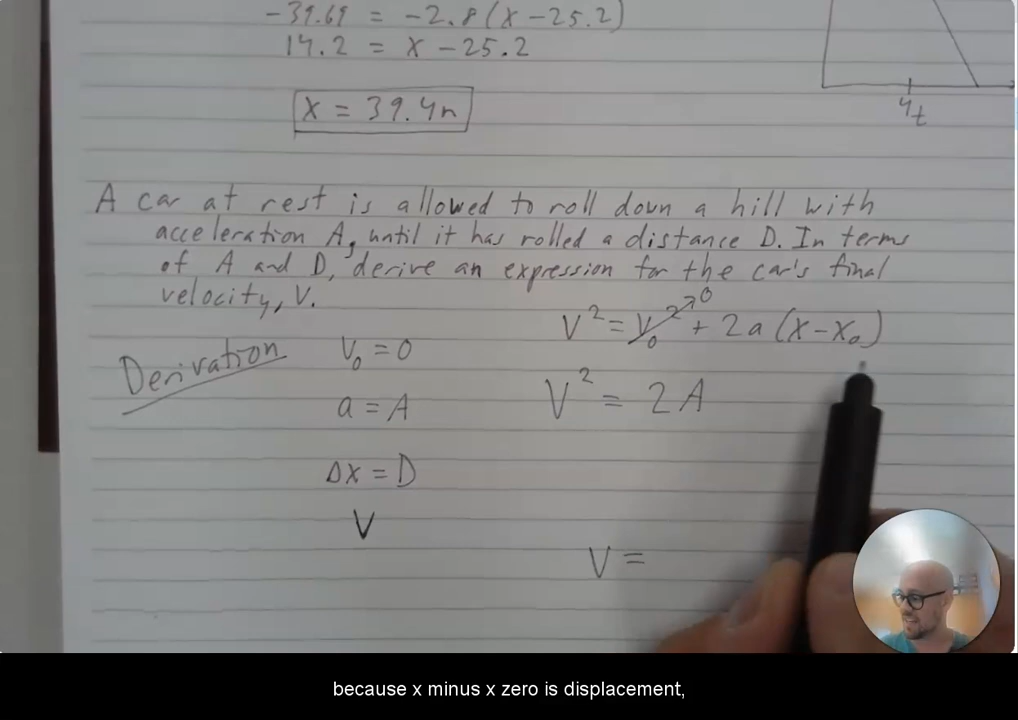 -39.69 = -2.8(x-25.2)
14.2 = x-25.2
x = 39.4m
4 t
A car at rest is allowed to roll down a hill with
acceleration A, until it has rolled a distance D. In terms
of A and D, derive an expression for the car's final
velocity, V.
V² = V₀²→0 + 2a(x-x₀)
Derivation V₀ = 0
a = A V² = 2A
Δx = D
V
V =
because x minus x zero is displacement,